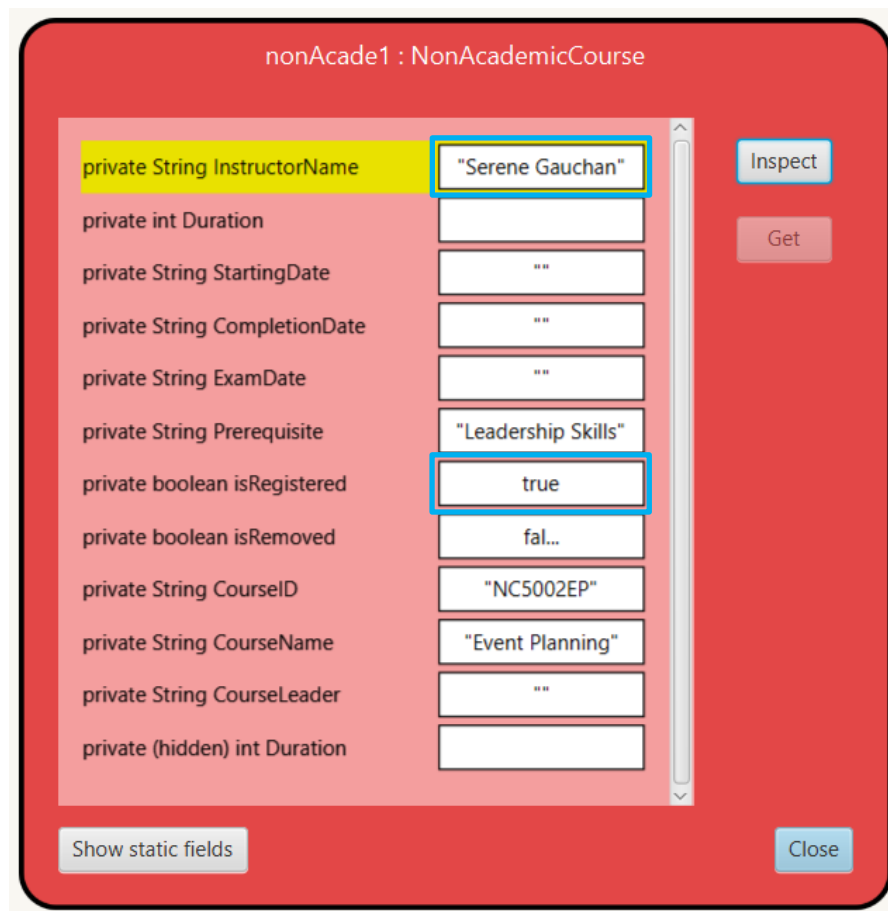 nonAcade1 : NonAcademicCourse
private String InstructorName "Serene Gauchan"
Inspect
private int Duration
Get
private String StartingDate ""
private String CompletionDate ""
private String ExamDate ""
private String Prerequisite "Leadership Skills"
private boolean isRegistered true
private boolean isRemoved fal...
private String CourseID "NC5002EP"
private String CourseName "Event Planning"
private String CourseLeader ""
private (hidden) int Duration
Show static fields
Close